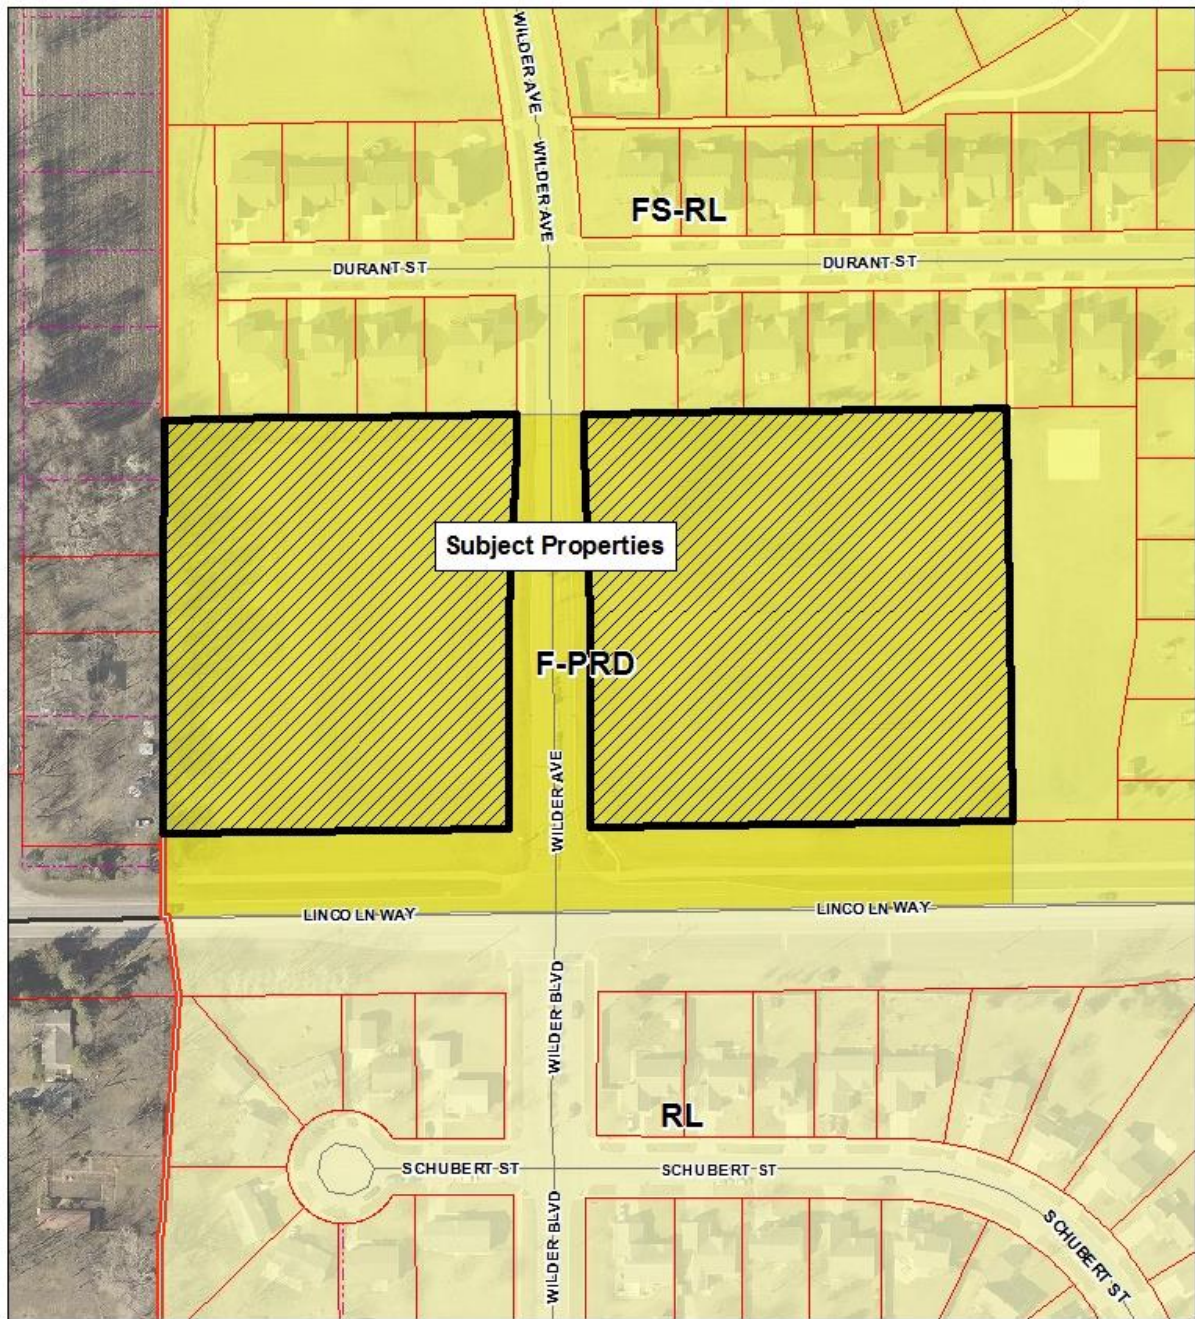 WILDER AVE
WILDER AVE
FS-RL
DURANT ST
DURANT ST
Subject Properties
F-PRD
WILDER AVE
LINCOLN WAY
LINCOLN WAY
WILDER BLVD
RL
SCHUBERT ST
SCHUBERT ST
WILDER BLVD
SCHUBERT ST